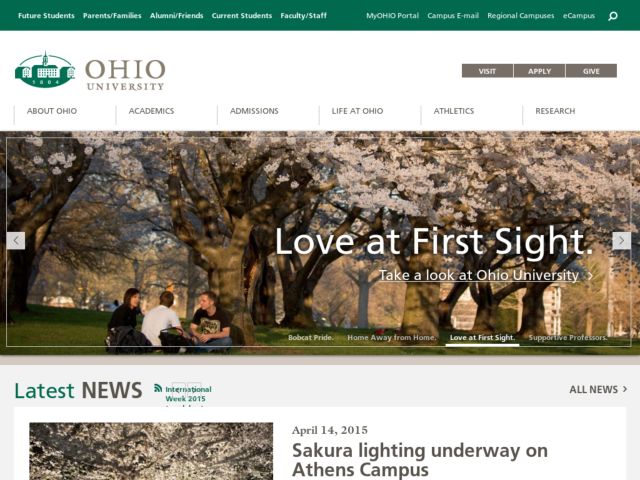 Future Students Parents/Families Alumni/Friends Current Students Faculty/Staff MyOHIO Portal Campus E-mail Regional Campuses eCampus
1804
OHIO
UNIVERSITY
VISIT APPLY GIVE
ABOUT OHIO ACADEMICS ADMISSIONS LIFE AT OHIO ATHLETICS RESEARCH
Love at First Sight.
Take a look at Ohio University
Bobcat Pride. Home Away from Home. Love at First Sight. Supportive Professors.
Latest NEWS
International
Week 2015
ALL NEWS
April 14, 2015
Sakura lighting underway on
Athens Campus